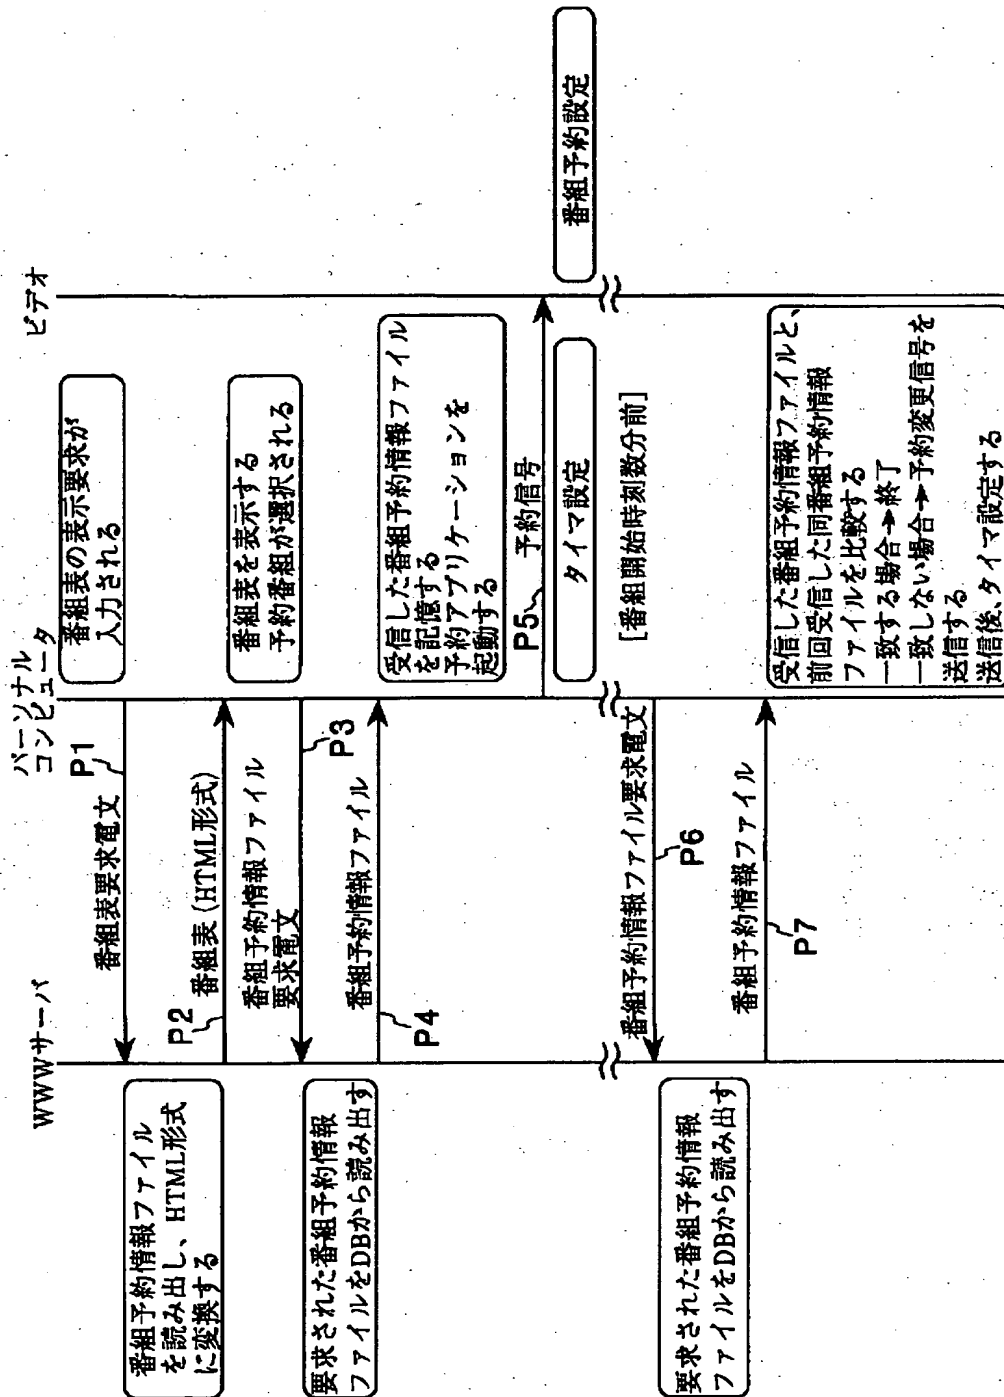 WWWサーバ
パーソナル
コンピュータ
ビデオ
番組表の表示要求が
入力される
P1
番組表要求電文
番組予約情報ファイル
を読み出し、HTML形式
に変換する
P2
番組表(HTML形式)
番組表を表示する
予約番組が選択される
番組予約情報ファイル
要求電文
P3
要求された番組予約情報
ファイルをDBから読み出す
番組予約情報ファイル
P4
受信した番組予約情報ファイル
を記憶する
予約アプリケーションを
起動する
P5
予約信号
タイマ設定
番組予約設定
[番組開始時刻数分前]
番組予約情報ファイル要求電文
P6
要求された番組予約情報
ファイルをDBから読み出す
番組予約情報ファイル
P7
受信した番組予約情報ファイルと、
前回受信した同番組予約情報
ファイルを比較する
一致する場合→終了
一致しない場合→予約変更信号を
送信する
送信後、タイマ設定する